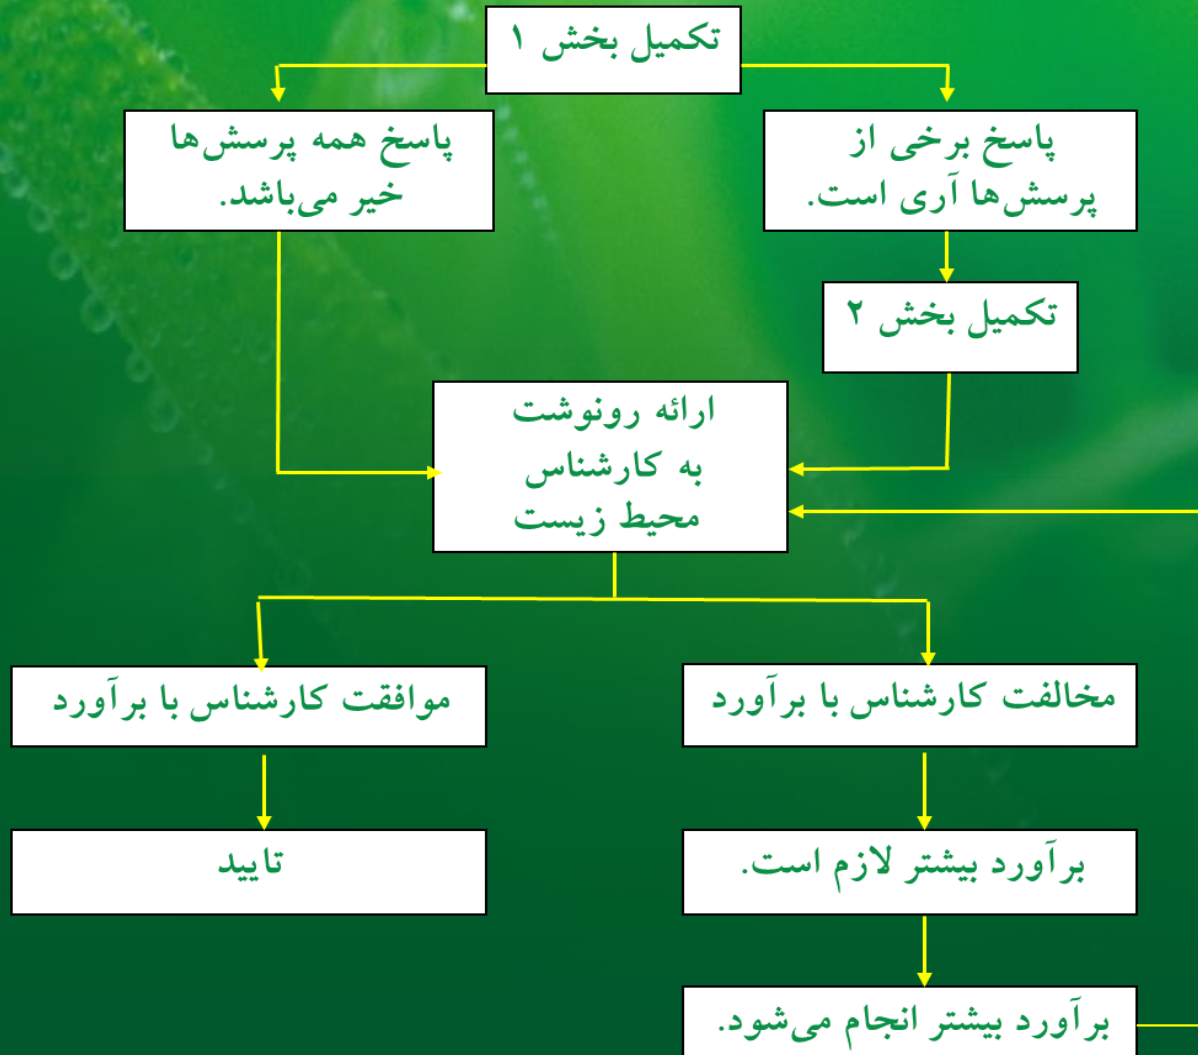 تکمیل بخش ۱
پاسخ برخی از
پرسش‌ها آری است.
پاسخ همه پرسش‌ها
خیر می‌باشد.
تکمیل بخش ۲
ارائه رونوشت
به کارشناس
محیط زیست
مخالفت کارشناس با برآورد
موافقت کارشناس با برآورد
برآورد بیشتر لازم است.
تایید
برآورد بیشتر انجام می‌شود.